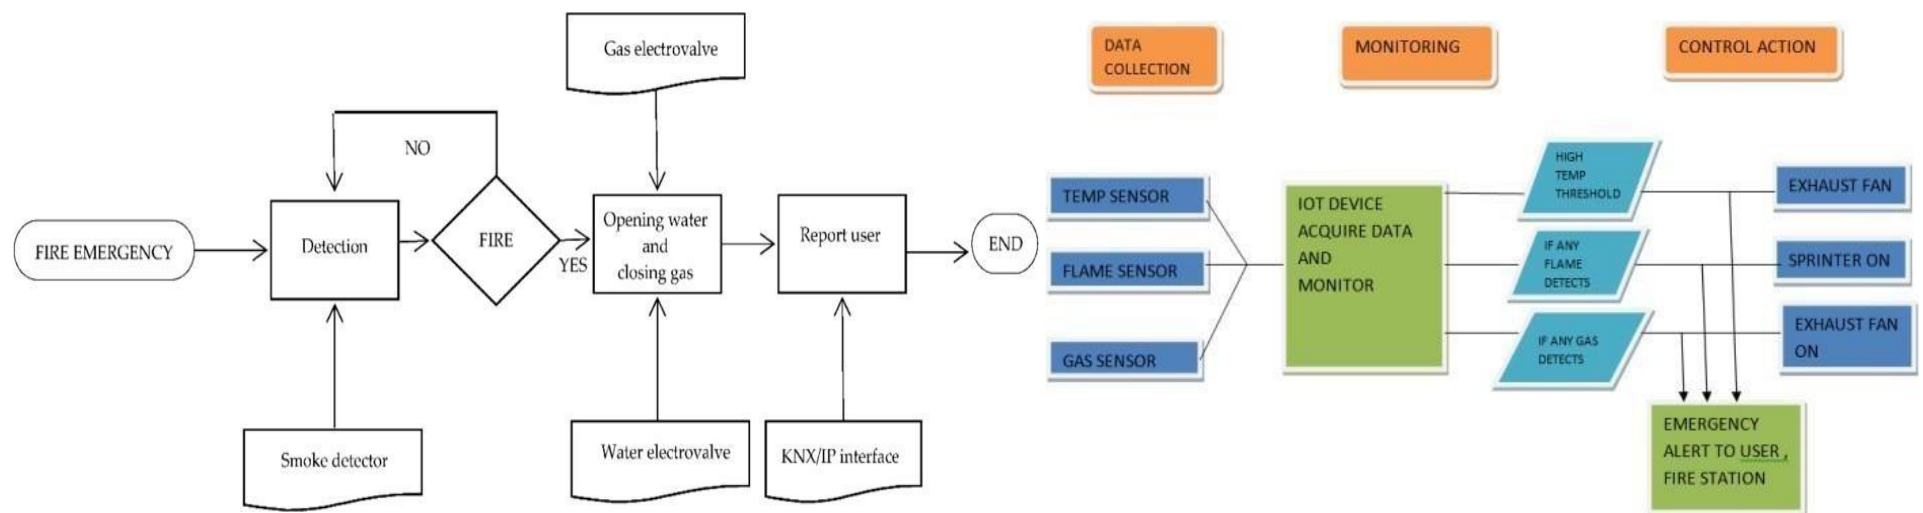 Gas electrovalve
NO
FIRE EMERGENCY
Detection
FIRE
YES
Opening water
and
closing gas
Report user
END
Smoke detector
Water electrovalve
KNX/IP interface
DATA
COLLECTION
MONITORING
CONTROL ACTION
TEMP SENSOR
FLAME SENSOR
GAS SENSOR
IOT DEVICE
ACQUIRE DATA
AND
MONITOR
HIGH
TEMP
THRESHOLD
IF ANY
FLAME
DETECTS
IF ANY GAS
DETECTS
EXHAUST FAN
SPRINTER ON
EXHAUST FAN
ON
EMERGENCY
ALERT TO USER ,
FIRE STATION